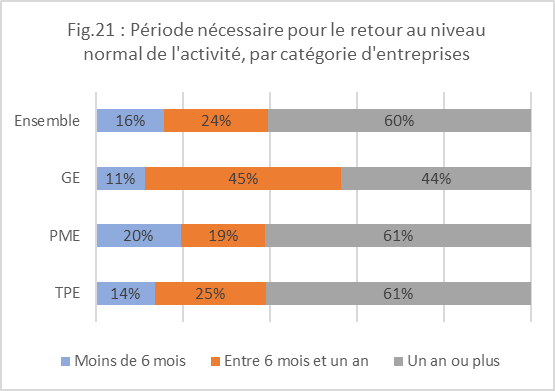 Fig.21 : Période nécessaire pour le retour au niveau
normal de l'activité, par catégorie d'entreprises
Ensemble 16% 24% 60%
GE 11% 45% 44%
PME 20% 19% 61%
TPE 14% 25% 61%
Moins de 6 mois Entre 6 mois et un an Un an ou plus